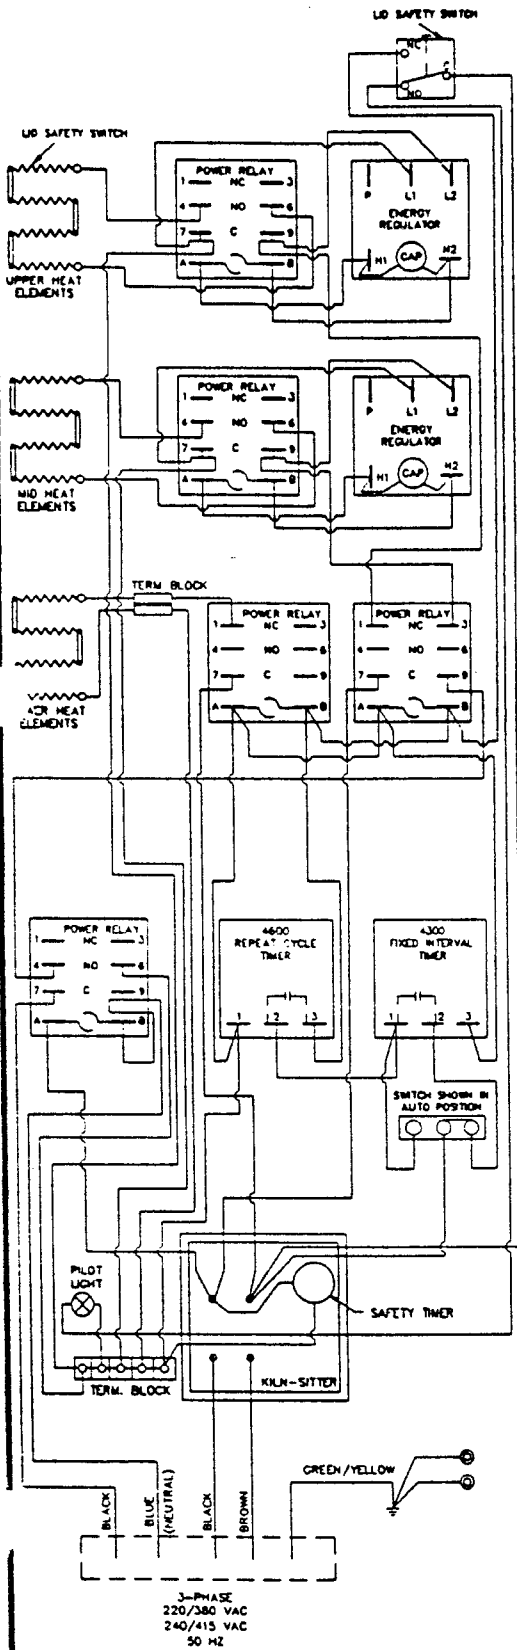 LID SAFETY SWITCH
NC
C
NO
LID SAFETY SWITCH
POWER RELAY
1 NC 3
4 NO 6
7 C 9
A B
P L1 L2
ENERGY
REGULATOR
CAP
H1 H2
UPPER HEAT
ELEMENTS
POWER RELAY
1 NC 3
4 NO 6
7 C 9
A B
P L1 L2
ENERGY
REGULATOR
CAP
H1 H2
MID HEAT
ELEMENTS
TERM. BLOCK
POWER RELAY
1 NC 3
4 NO 6
7 C 9
A B
POWER RELAY
1 NC 3
4 NO 6
7 C 9
A B
HEAT
ELEMENTS
POWER RELAY
1 NC 3
4 NO 6
7 C 9
A B
4600
REPEAT CYCLE
TIMER
1 2 3
4300
FIXED INTERVAL
TIMER
1 2 3
SWITCH SHOWN IN
AUTO POSITION
PILOT
LIGHT
SAFETY TIMER
TERM. BLOCK
KILN-SITTER
GREEN/YELLOW
BLACK
BLUE
(NEUTRAL)
BLACK
BROWN
3-PHASE
220/380 VAC
240/415 VAC
50 HZ